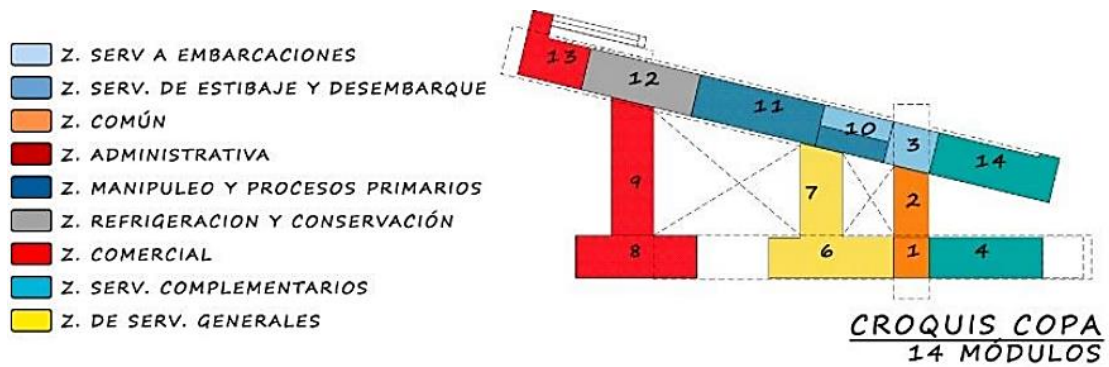 Z. SERV A EMBARCACIONES
Z. SERV. DE ESTIBAJE Y DESEMBARQUE
Z. COMÚN
Z. ADMINISTRATIVA
Z. MANIPULEO Y PROCESOS PRIMARIOS
Z. REFRIGERACION Y CONSERVACIÓN
Z. COMERCIAL
Z. SERV. COMPLEMENTARIOS
Z. DE SERV. GENERALES
13
12
11
10
3
14
9
7
2
8
6
1
4
CROQUIS COPA
14 MÓDULOS